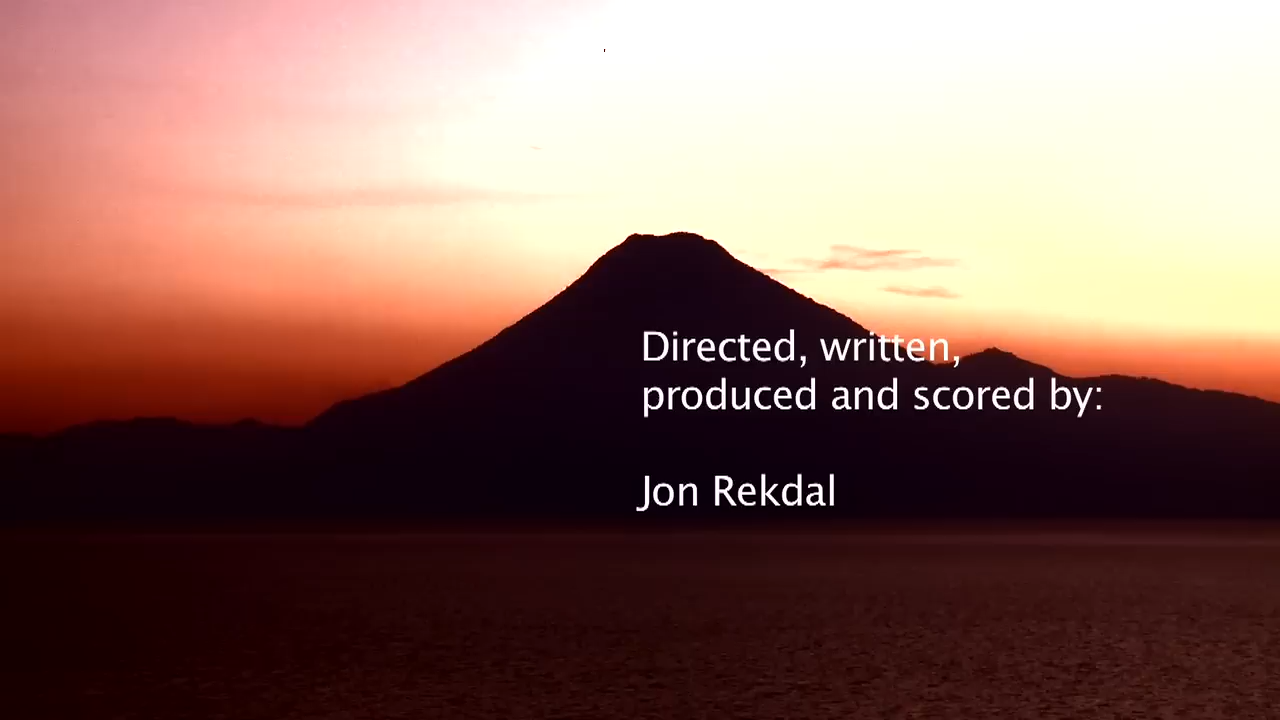 Directed, written,
produced and scored by:
Jon Rekdal